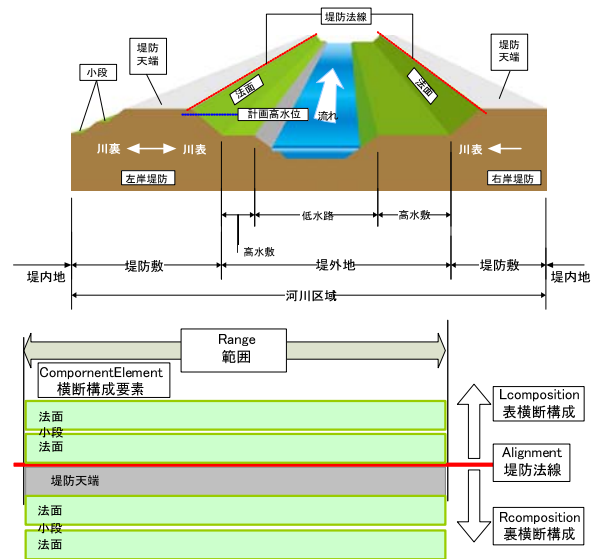 堤防法線
堤防
天端
堤防
天端
小段
法面
法面
計画高水位
流れ
川裏
川表
川表
左岸堤防
右岸堤防
低水路
高水敷
高水敷
堤内地
堤防敷
堤外地
堤防敷
堤内地
河川区域
Range
範囲
CompornentElement
横断構成要素
Lcomposition
表横断構成
法面
小段
法面
Alignment
堤防法線
堤防天端
法面
小段
法面
Rcomposition
裏横断構成